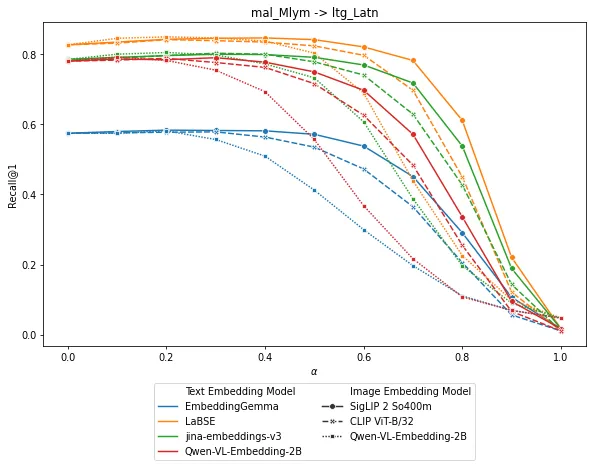 mal_Mlym -> ltg_Latn
Recall@1
0.8
0.6
0.4
0.2
0.0
0.0 0.2 0.4 0.6 0.8 1.0
α
Text Embedding Model
EmbeddingGemma
LaBSE
jina-embeddings-v3
Qwen-VL-Embedding-2B
Image Embedding Model
SigLIP 2 So400m
CLIP ViT-B/32
Qwen-VL-Embedding-2B